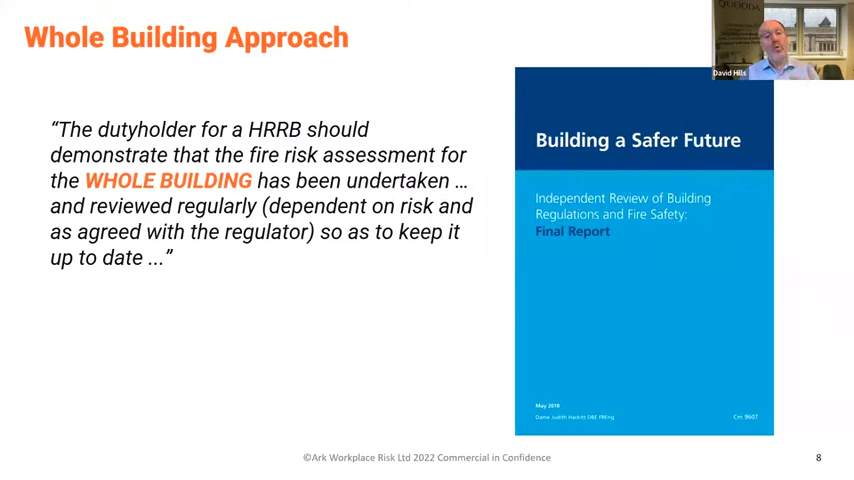 Whole Building Approach
QUDODA
David Hills
“The dutyholder for a HRRB should
demonstrate that the fire risk assessment for
the WHOLE BUILDING has been undertaken …
and reviewed regularly (dependent on risk and
as agreed with the regulator) so as to keep it
up to date ...”
Building a Safer Future
Independent Review of Building
Regulations and Fire Safety:
Final Report
May 2018
Dame Judith Hackitt DBE FREng
Cm 9607
©Ark Workplace Risk Ltd 2022 Commercial in Confidence
8